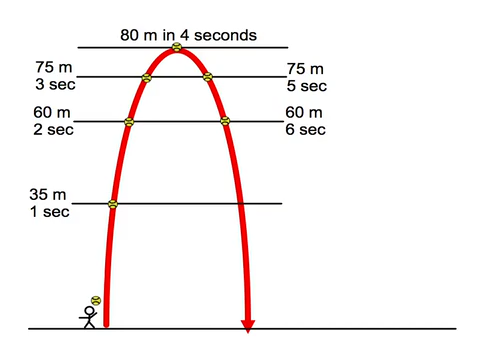 80 m in 4 seconds
75 m
3 sec
75 m
5 sec
60 m
2 sec
60 m
6 sec
35 m
1 sec